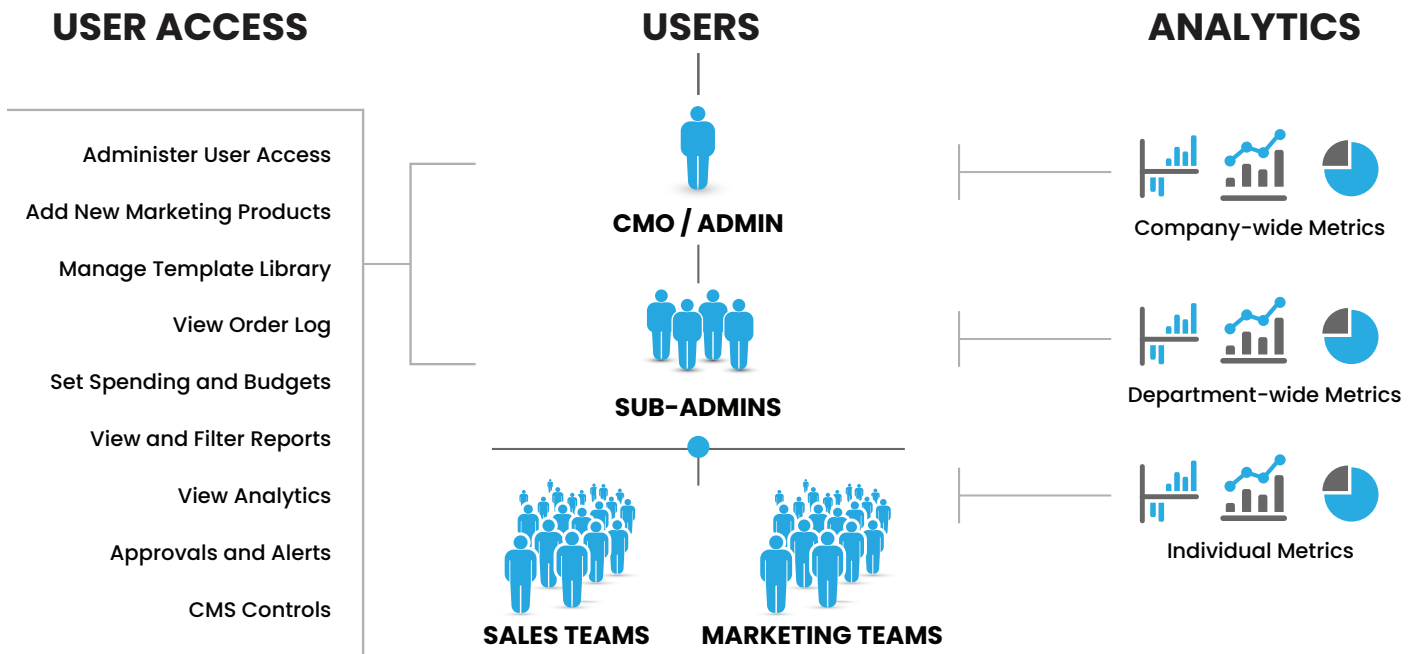 USER ACCESS
USERS
ANALYTICS
Administer User Access
Add New Marketing Products
Manage Template Library
View Order Log
Set Spending and Budgets
View and Filter Reports
View Analytics
Approvals and Alerts
CMS Controls
CMO / ADMIN
SUB-ADMINS
SALES TEAMS
MARKETING TEAMS
Company-wide Metrics
Department-wide Metrics
Individual Metrics